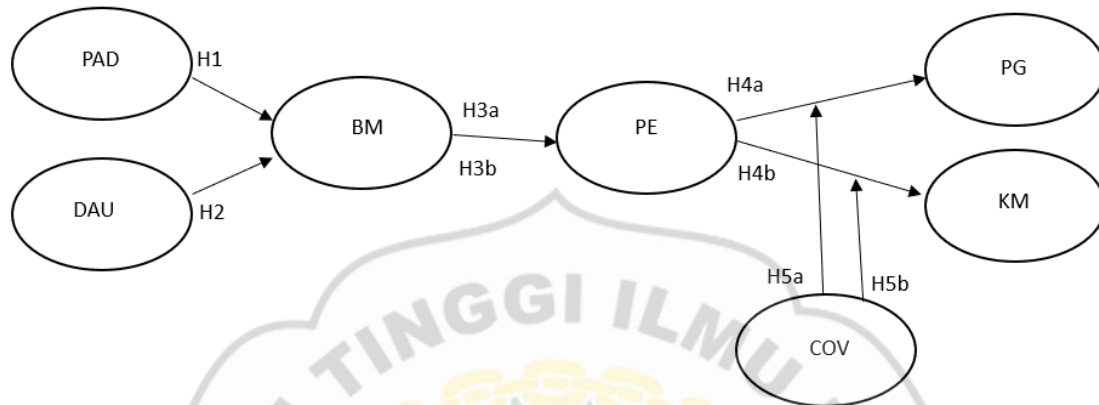 PAD
H1
BM
H3a
H3b
PE
H4a
H4b
PG
DAU
H2
KM
H5a
H5b
COV
TINGGI ILMU